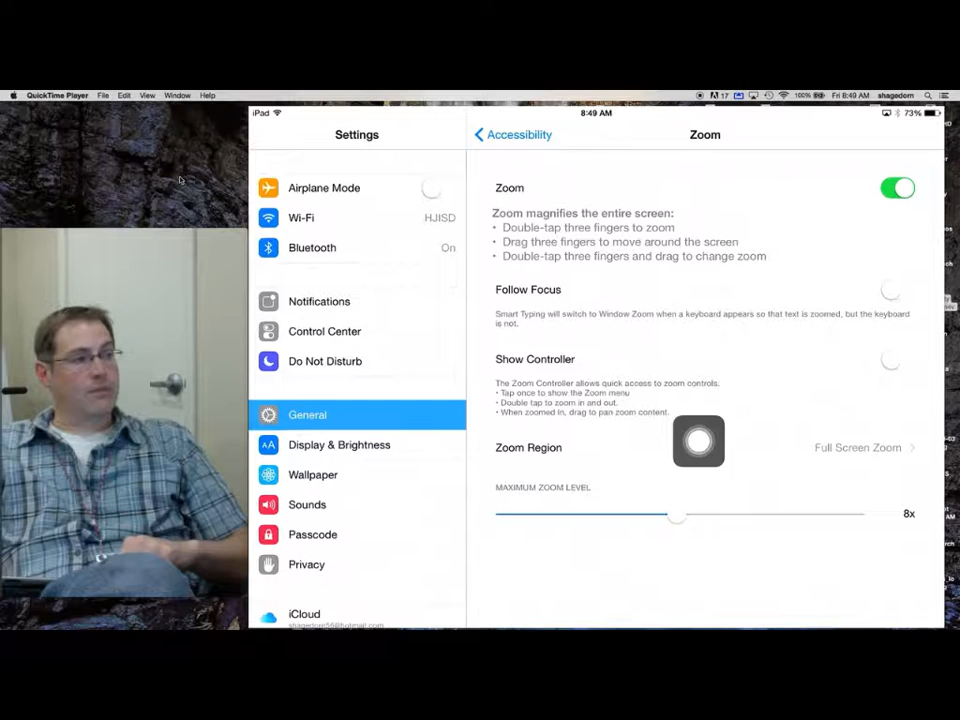 QuickTime Player File Edit View Window Help
17 100% Fri 8:49 AM shagedorn
iPad 8:49 AM 73%
Settings
Airplane Mode
Wi-Fi HJISD
Bluetooth On
Notifications
Control Center
Do Not Disturb
General
Display & Brightness
Wallpaper
Sounds
Passcode
Privacy
iCloud
shagedorn56@hotmail.com
Accessibility Zoom
Zoom
Zoom magnifies the entire screen:
• Double-tap three fingers to zoom
• Drag three fingers to move around the screen
• Double-tap three fingers and drag to change zoom
Follow Focus
Smart Typing will switch to Window Zoom when a keyboard appears so that text is zoomed, but the keyboard
is not.
Show Controller
The Zoom Controller allows quick access to zoom controls.
• Tap once to show the Zoom menu
• Double tap to zoom in and out.
• When zoomed in, drag to pan zoom content.
Zoom Region Full Screen Zoom
MAXIMUM ZOOM LEVEL
8x